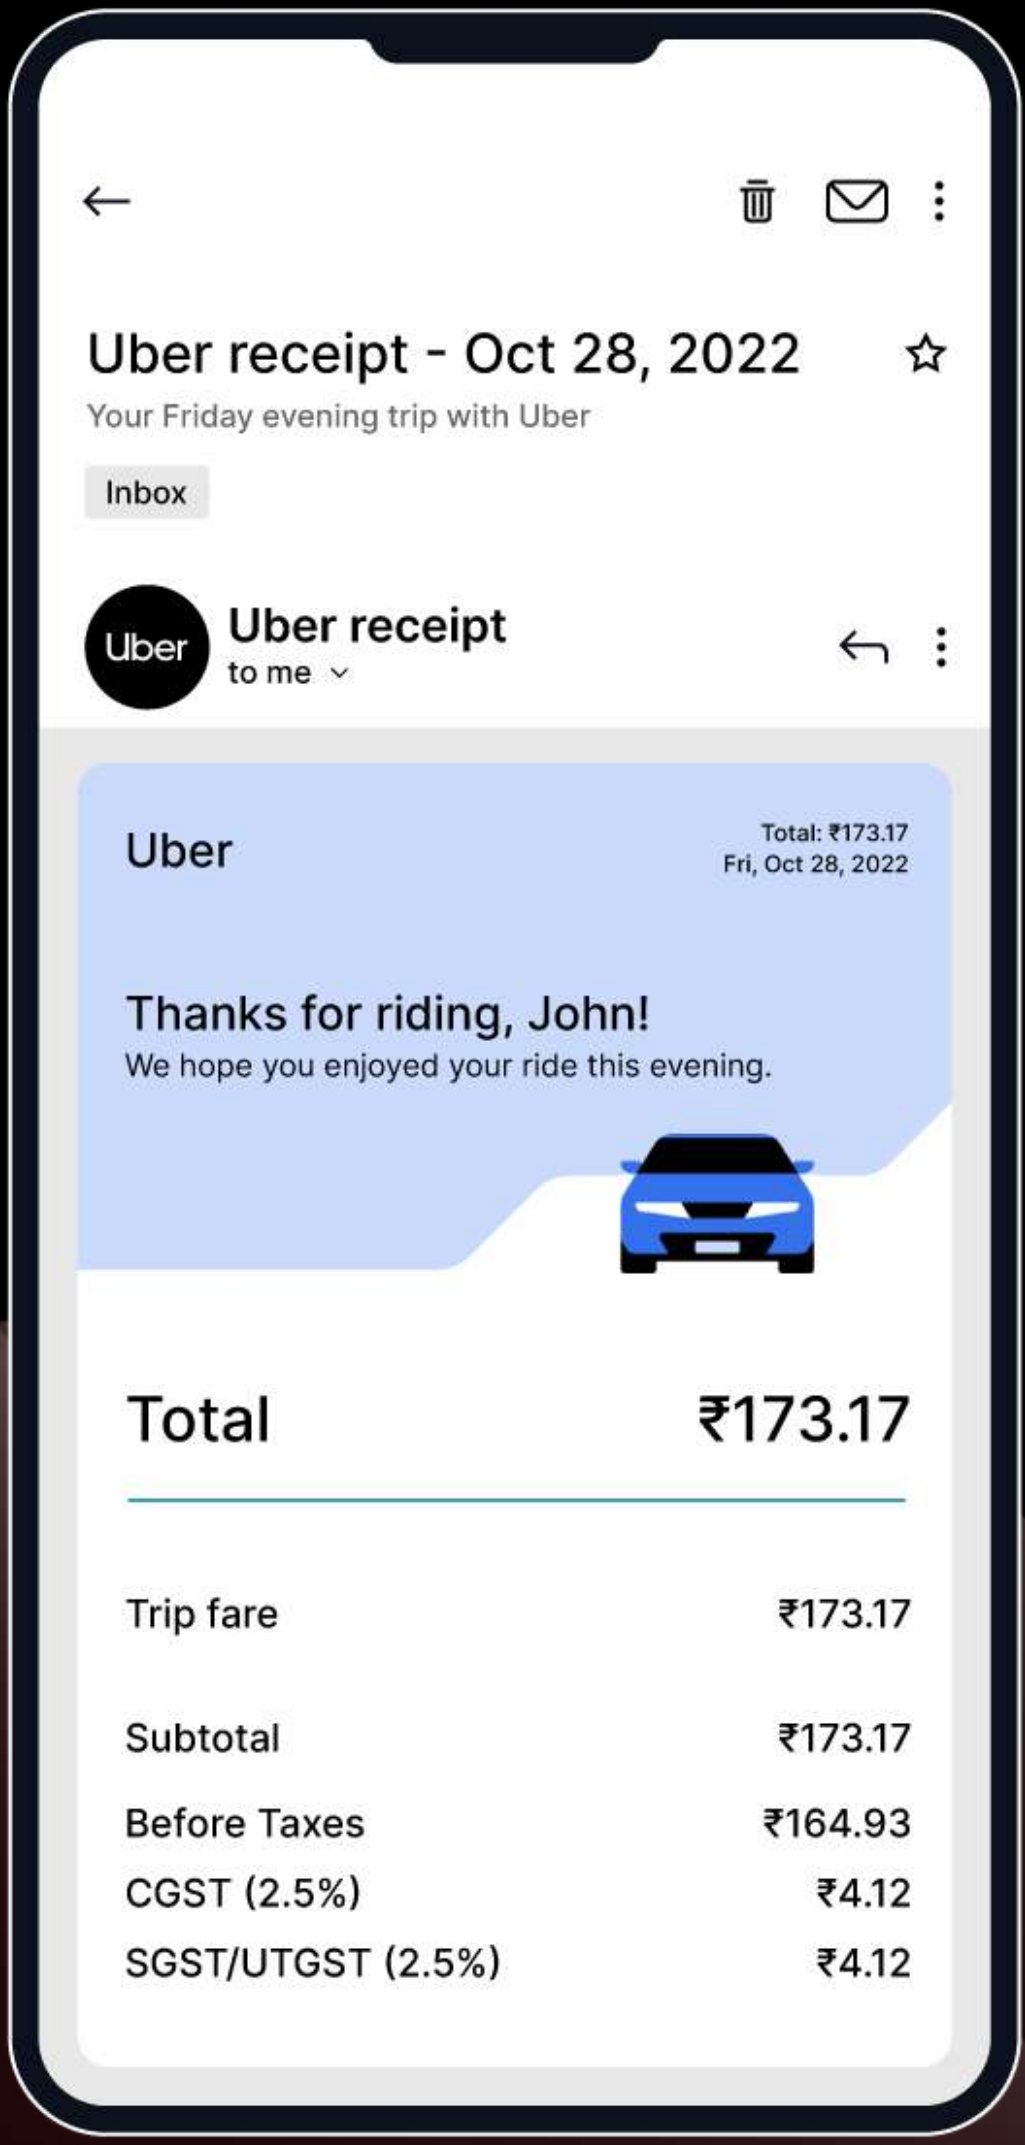 Uber receipt - Oct 28, 2022
Your Friday evening trip with Uber
Inbox
Uber
Uber receipt
to me
Uber
Total: ₹173.17
Fri, Oct 28, 2022
Thanks for riding, John!
We hope you enjoyed your ride this evening.
Total ₹173.17
Trip fare ₹173.17
Subtotal ₹173.17
Before Taxes ₹164.93
CGST (2.5%) ₹4.12
SGST/UTGST (2.5%) ₹4.12